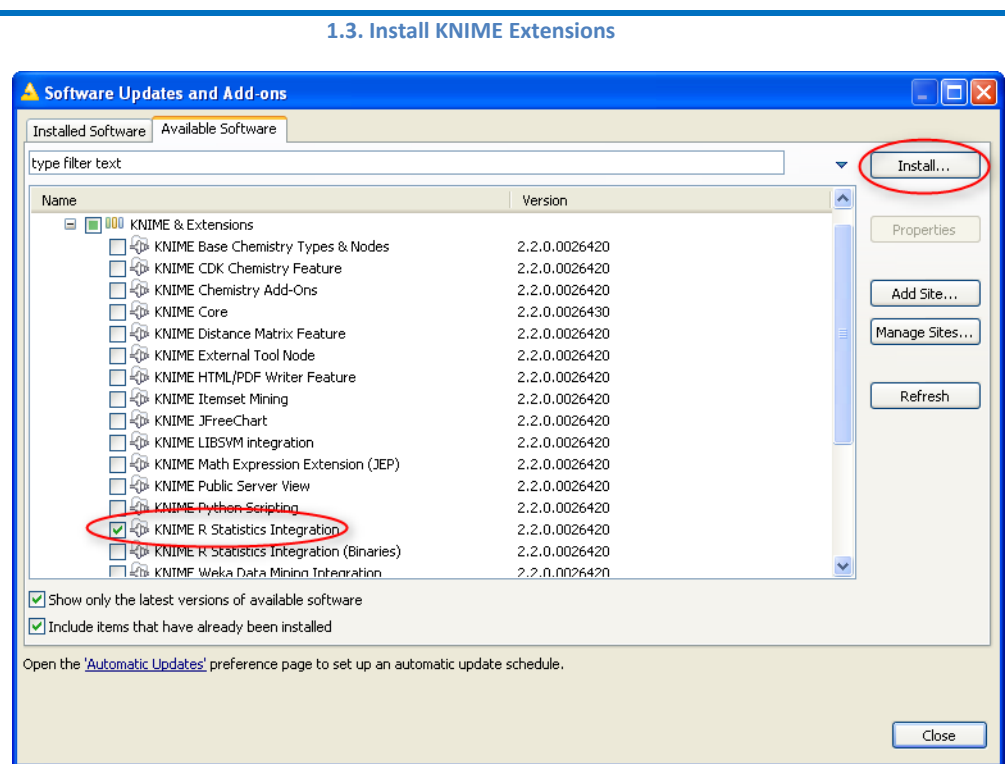 1.3. Install KNIME Extensions
Software Updates and Add-ons
Installed Software Available Software
type filter text
Install...
Name Version
KNIME & Extensions
Properties
KNIME Base Chemistry Types & Nodes 2.2.0.0026420
KNIME CDK Chemistry Feature 2.2.0.0026420
KNIME Chemistry Add-Ons 2.2.0.0026420
Add Site...
KNIME Core 2.2.0.0026430
KNIME Distance Matrix Feature 2.2.0.0026420
Manage Sites...
KNIME External Tool Node 2.2.0.0026420
KNIME HTML/PDF Writer Feature 2.2.0.0026420
KNIME Itemset Mining 2.2.0.0026420
Refresh
KNIME JFreeChart 2.2.0.0026420
KNIME LIBSVM integration 2.2.0.0026420
KNIME Math Expression Extension (JEP) 2.2.0.0026420
KNIME Public Server View 2.2.0.0026420
KNIME Python Scripting 2.2.0.0026420
KNIME R Statistics Integration 2.2.0.0026420
KNIME R Statistics Integration (Binaries) 2.2.0.0026420
KNIME Weka Data Mining Integration 2.2.0.0026420
Show only the latest versions of available software
Include items that have already been installed
Open the 'Automatic Updates' preference page to set up an automatic update schedule.
Close